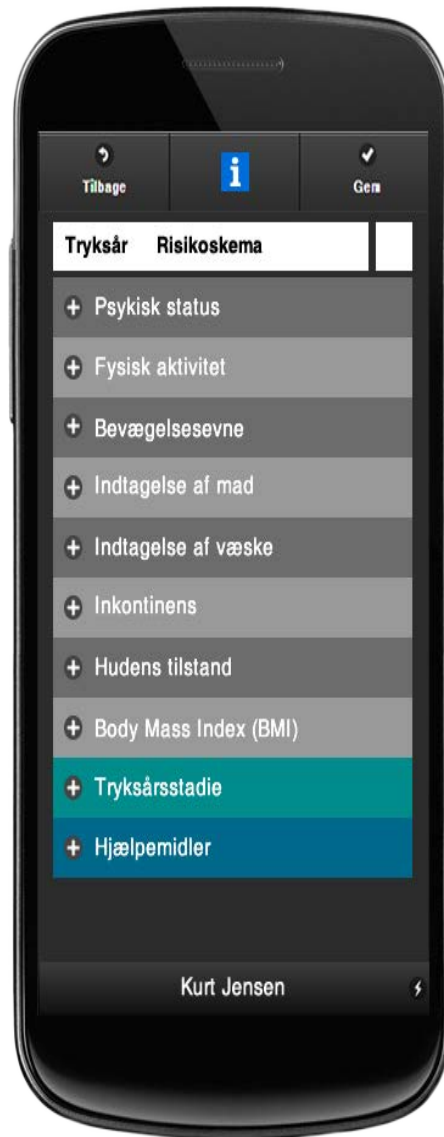 Tilbage
i
Gem
Tryksår Risikoskema
Psykisk status
Fysisk aktivitet
Bevægelsesevne
Indtagelse af mad
Indtagelse af væske
Inkontinens
Hudens tilstand
Body Mass Index (BMI)
Tryksårsstadie
Hjælpemidler
Kurt Jensen